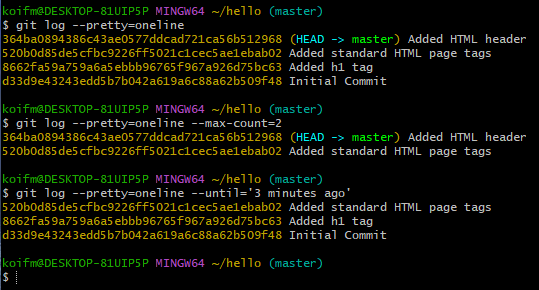 koifm@DESKTOP-81UIP5P MINGW64 ~/hello (master)
$ git log --pretty=oneline
364ba0894386c43ae0577ddcad721ca56b512968 (HEAD -> master) Added HTML header
520b0d85de5cfbc9226ff5021c1cec5ae1ebab02 Added standard HTML page tags
8662fa59a759a6a5ebbb96765f967a926d75bc63 Added h1 tag
d33d9e43243edd5b7b042a619a6c88a62b509f48 Initial Commit

koifm@DESKTOP-81UIP5P MINGW64 ~/hello (master)
$ git log --pretty=oneline --max-count=2
364ba0894386c43ae0577ddcad721ca56b512968 (HEAD -> master) Added HTML header
520b0d85de5cfbc9226ff5021c1cec5ae1ebab02 Added standard HTML page tags

koifm@DESKTOP-81UIP5P MINGW64 ~/hello (master)
$ git log --pretty=oneline --until='3 minutes ago'
520b0d85de5cfbc9226ff5021c1cec5ae1ebab02 Added standard HTML page tags
8662fa59a759a6a5ebbb96765f967a926d75bc63 Added h1 tag
d33d9e43243edd5b7b042a619a6c88a62b509f48 Initial Commit

koifm@DESKTOP-81UIP5P MINGW64 ~/hello (master)
$